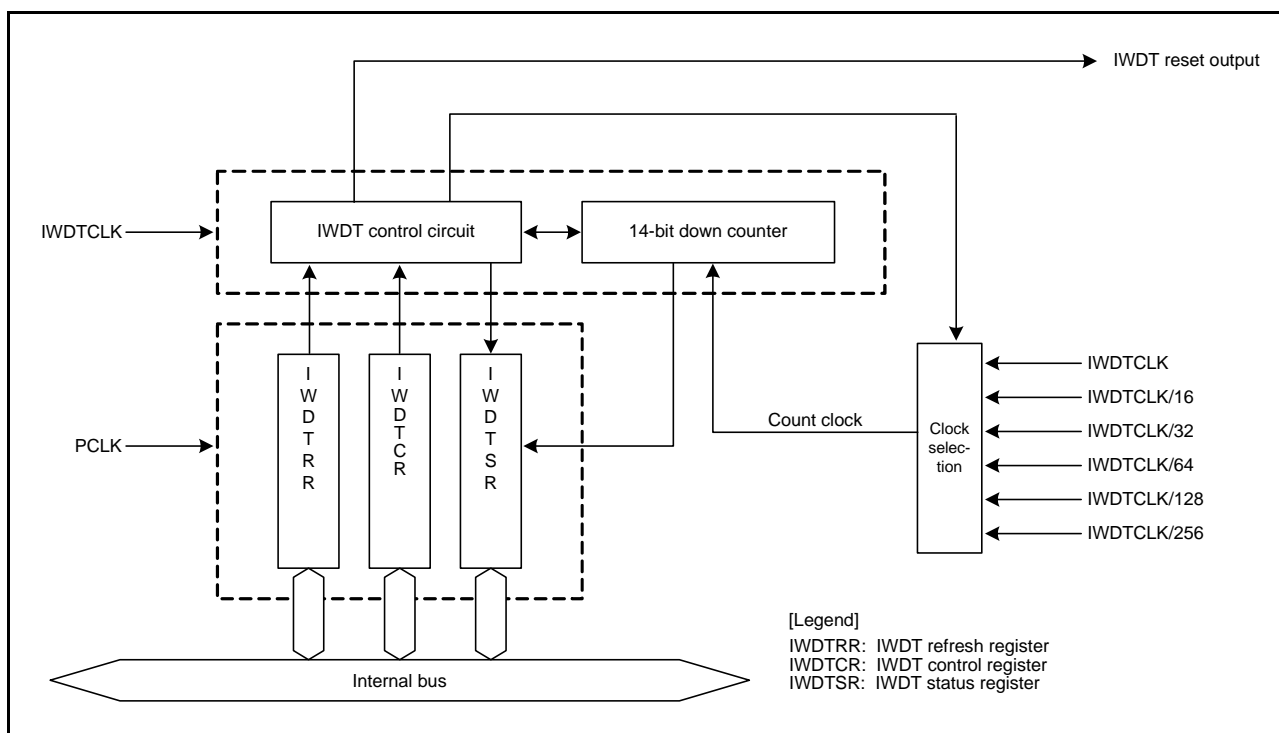 IWDT reset output
IWDTCLK
IWDT control circuit
14-bit down counter
PCLK
IWDTRR
IWDTCR
IWDTSR
Count clock
Clock
selec-
tion
IWDTCLK
IWDTCLK/16
IWDTCLK/32
IWDTCLK/64
IWDTCLK/128
IWDTCLK/256
Internal bus
[Legend]
IWDTRR: IWDT refresh register
IWDTCR: IWDT control register
IWDTSR: IWDT status register